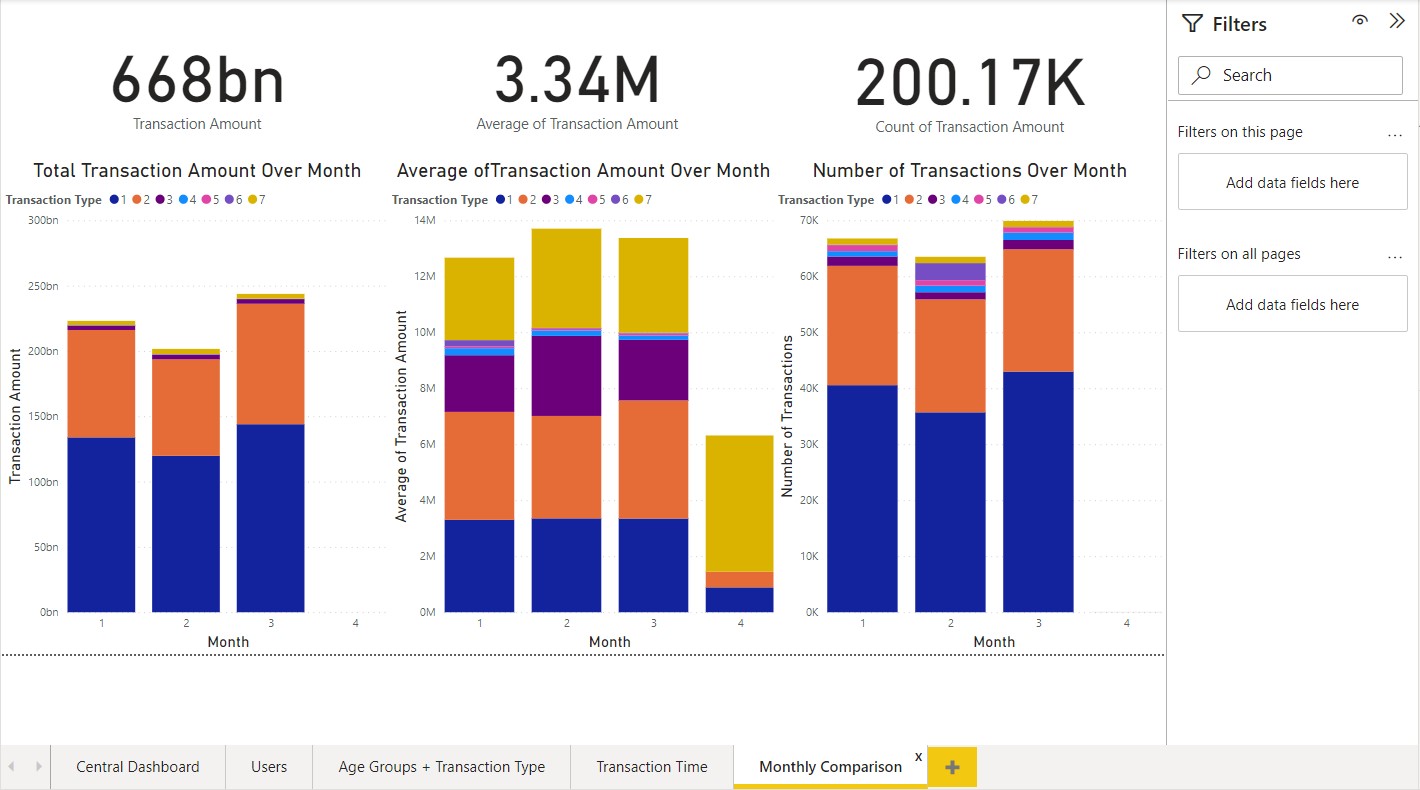 668bn
Transaction Amount
3.34M
Average of Transaction Amount
200.17K
Count of Transaction Amount
Total Transaction Amount Over Month
Transaction Type 1 2 3 4 5 6 7
300bn
250bn
200bn
150bn
100bn
50bn
0bn
Transaction Amount
1 2 3 4
Month
Average ofTransaction Amount Over Month
Transaction Type 1 2 3 4 5 6 7
14M
12M
10M
8M
6M
4M
2M
0M
Average of Transaction Amount
1 2 3 4
Month
Number of Transactions Over Month
Transaction Type 1 2 3 4 5 6 7
70K
60K
50K
40K
30K
20K
10K
0K
Number of Transactions
1 2 3 4
Month
Filters
Search
Filters on this page ...
Add data fields here
Filters on all pages ...
Add data fields here
Central Dashboard
Users
Age Groups + Transaction Type
Transaction Time
Monthly Comparison x
+